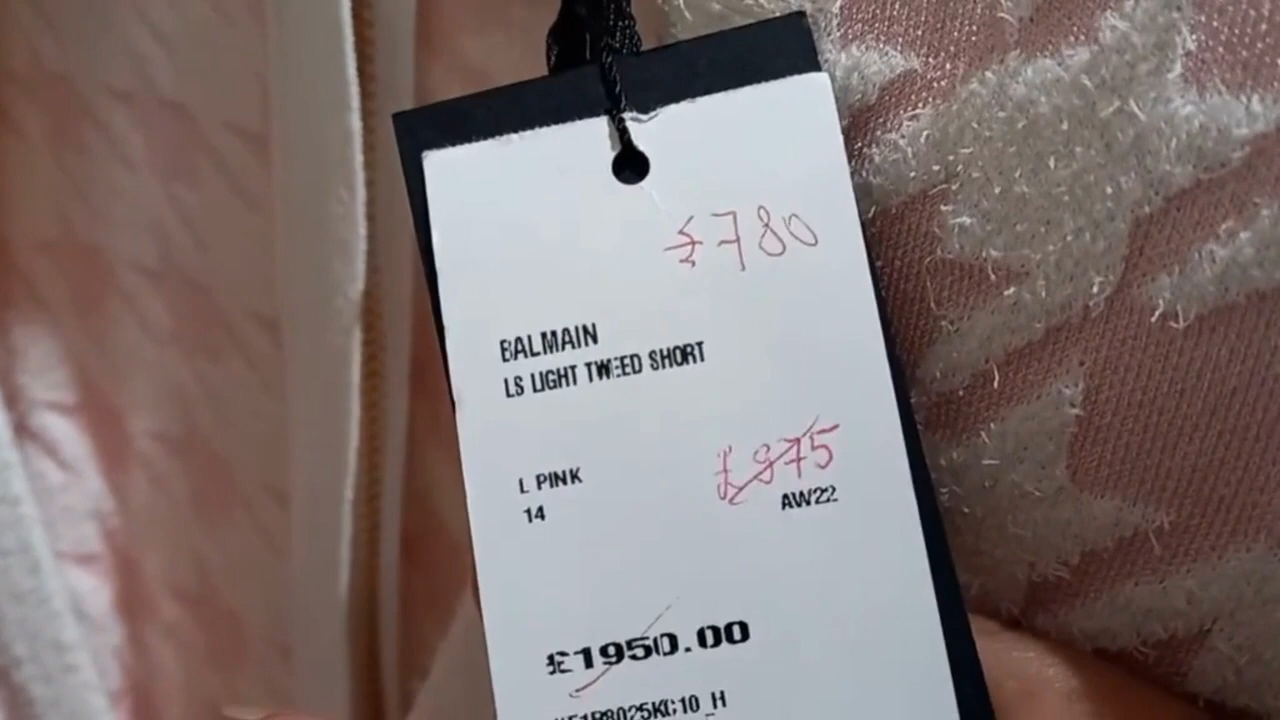 £780
BALMAIN
LS LIGHT TWEED SHORT
L PINK
14
£975
AW22
£1950.00